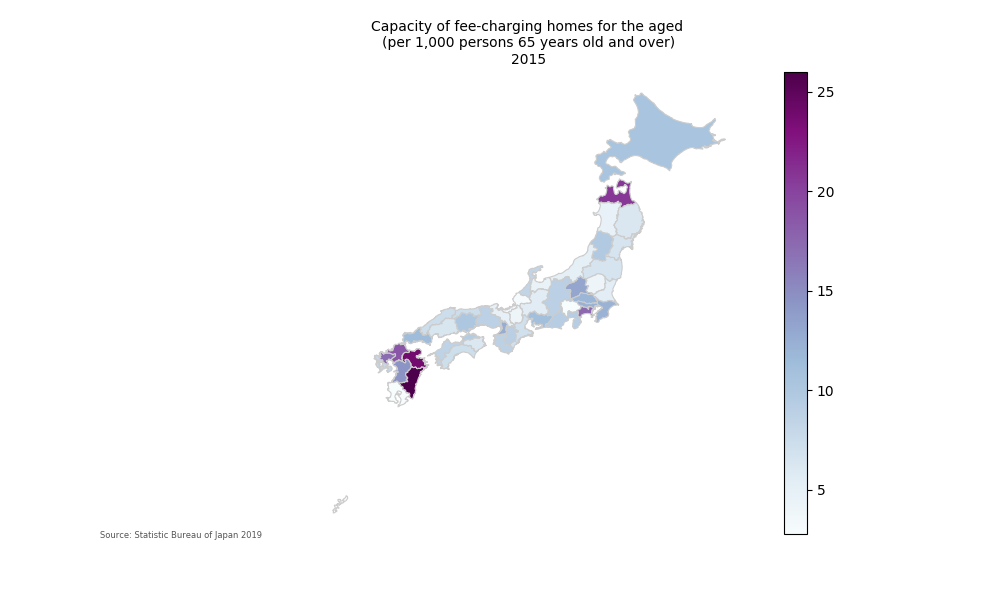 Capacity of fee-charging homes for the aged
(per 1,000 persons 65 years old and over)
2015
25
20
15
10
5
Source: Statistic Bureau of Japan 2019